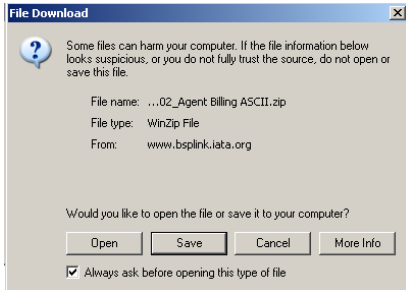 File Download
Some files can harm your computer. If the file information below
looks suspicious, or you do not fully trust the source, do not open or
save this file.
File name: ...02_Agent Billing ASCII.zip
File type: WinZip File
From: www.bsplink.iata.org
Would you like to open the file or save it to your computer?
Open Save Cancel More Info
Always ask before opening this type of file